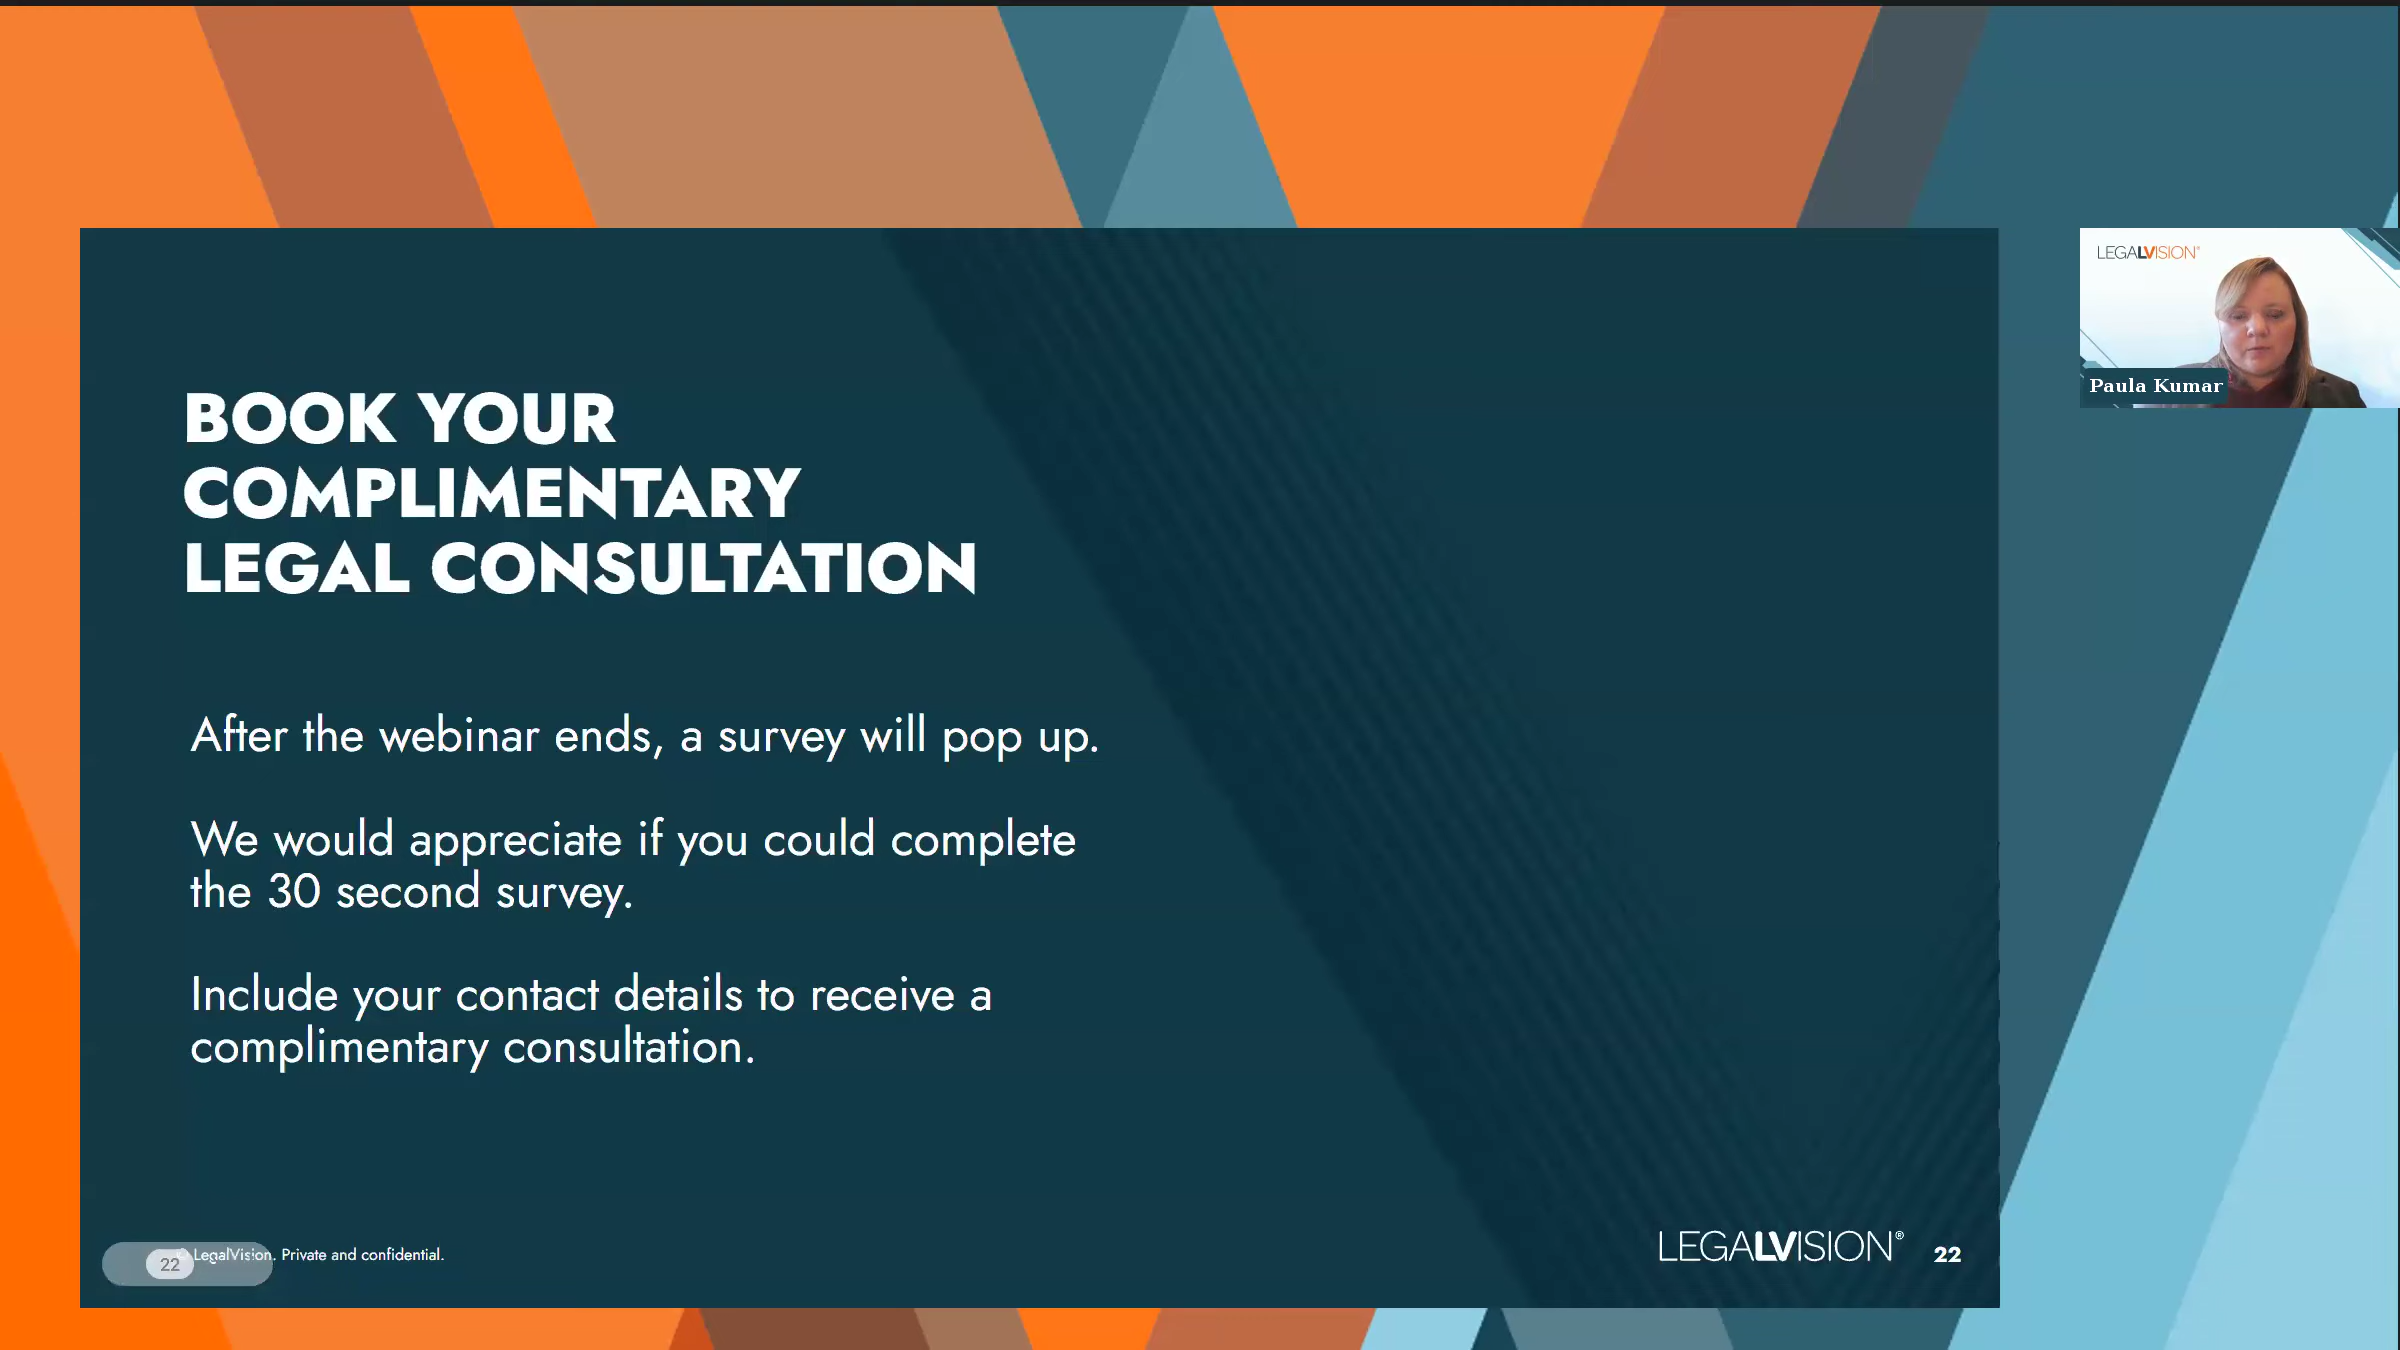 LEGALVISION®
Paula Kumar
BOOK YOUR
COMPLIMENTARY
LEGAL CONSULTATION
After the webinar ends, a survey will pop up.
We would appreciate if you could complete
the 30 second survey.
Include your contact details to receive a
complimentary consultation.
22
© LegalVision. Private and confidential.
LEGALVISION®
22